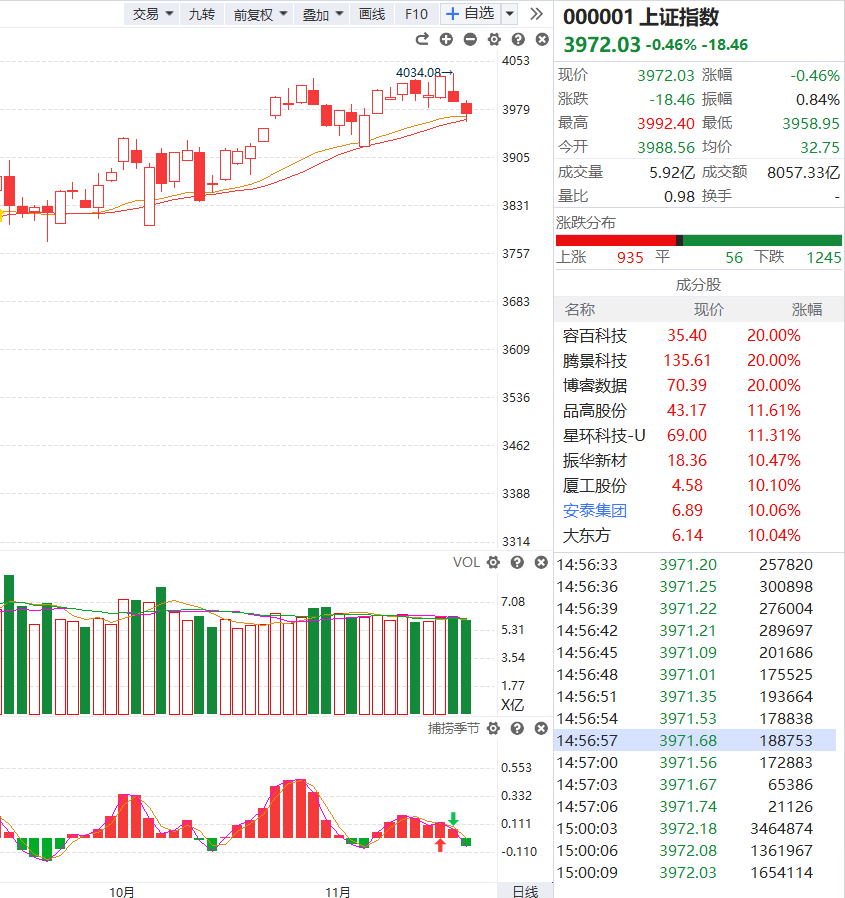 交易 九转 前复权 叠加 画线 F10 + 自选
4034.08→
4053
3979
3905
3831
3757
3683
3609
3536
3462
3388
3314
VOL
7.08
5.31
3.54
1.77
X亿
捕捞季节
0.553
0.332
0.111
-0.110
10月 11月 日线
000001 上证指数
3972.03 -0.46% -18.46
现价 3972.03 涨幅 -0.46%
涨跌 -18.46 振幅 0.84%
最高 3992.40 最低 3958.95
今开 3988.56 均价 32.75
成交量 5.92亿 成交额 8057.33亿
量比 0.98 换手 -
涨跌分布
上涨 935 平 56 下跌 1245
成分股
名称 现价 涨幅
容百科技 35.40 20.00%
腾景科技 135.61 20.00%
博睿数据 70.39 20.00%
品高股份 43.17 11.61%
星环科技-U 69.00 11.31%
振华新材 18.36 10.47%
厦工股份 4.58 10.10%
安泰集团 6.89 10.06%
大东方 6.14 10.04%
14:56:33 3971.20 257820
14:56:36 3971.25 300898
14:56:39 3971.22 276004
14:56:42 3971.21 289697
14:56:45 3971.09 201686
14:56:48 3971.01 175525
14:56:51 3971.35 193664
14:56:54 3971.53 178838
14:56:57 3971.68 188753
14:57:00 3971.56 172883
14:57:03 3971.67 65386
14:57:06 3971.74 21126
15:00:03 3972.18 3464874
15:00:06 3972.08 1361967
15:00:09 3972.03 1654114